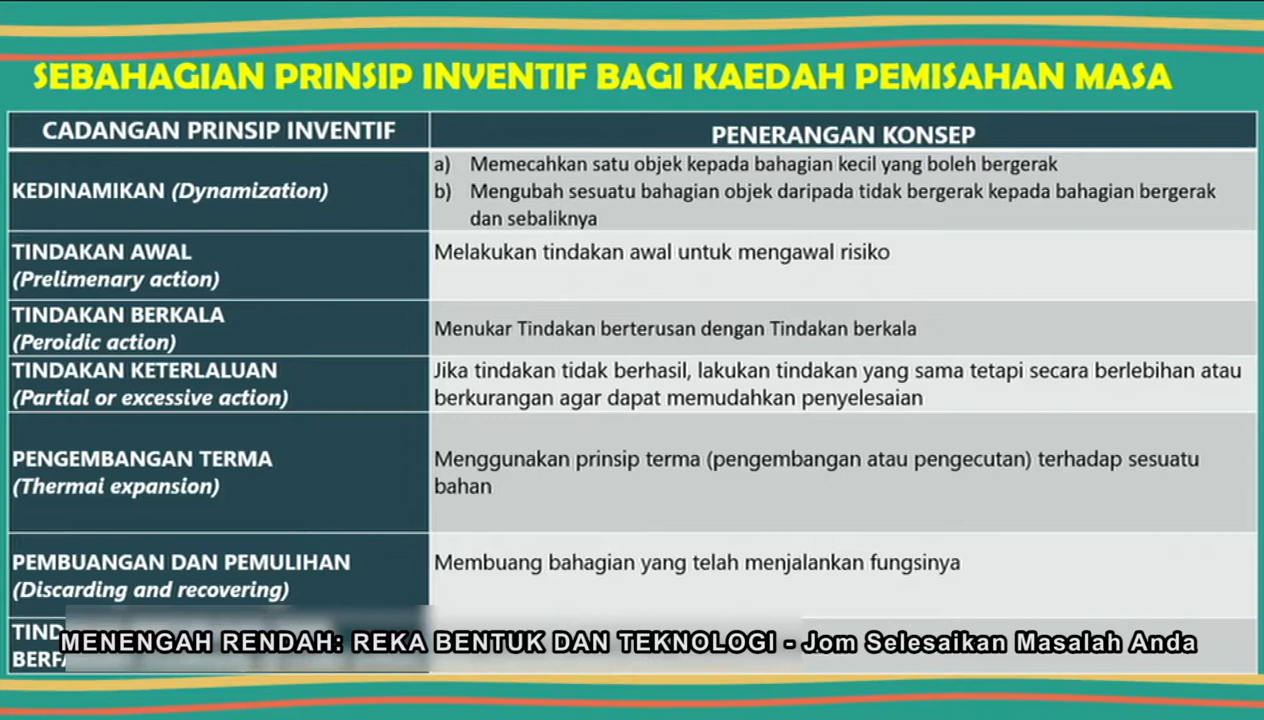 SEBAHAGIAN PRINSIP INVENTIF BAGI KAEDAH PEMISAHAN MASA
CADANGAN PRINSIP INVENTIF
PENERANGAN KONSEP
KEDINAMIKAN (Dynamization)
a) Memecahkan satu objek kepada bahagian kecil yang boleh bergerak
b) Mengubah sesuatu bahagian objek daripada tidak bergerak kepada bahagian bergerak
dan sebaliknya
TINDAKAN AWAL
(Prelimenary action)
Melakukan tindakan awal untuk mengawal risiko
TINDAKAN BERKALA
(Peroidic action)
Menukar Tindakan berterusan dengan Tindakan berkala
TINDAKAN KETERLALUAN
(Partial or excessive action)
Jika tindakan tidak berhasil, lakukan tindakan yang sama tetapi secara berlebihan atau
berkurangan agar dapat memudahkan penyelesaian
PENGEMBANGAN TERMA
(Thermai expansion)
Menggunakan prinsip terma (pengembangan atau pengecutan) terhadap sesuatu
bahan
PEMBUANGAN DAN PEMULIHAN
(Discarding and recovering)
Membuang bahagian yang telah menjalankan fungsinya
MENENGAH RENDAH: REKA BENTUK DAN TEKNOLOGI - Jom Selesaikan Masalah Anda